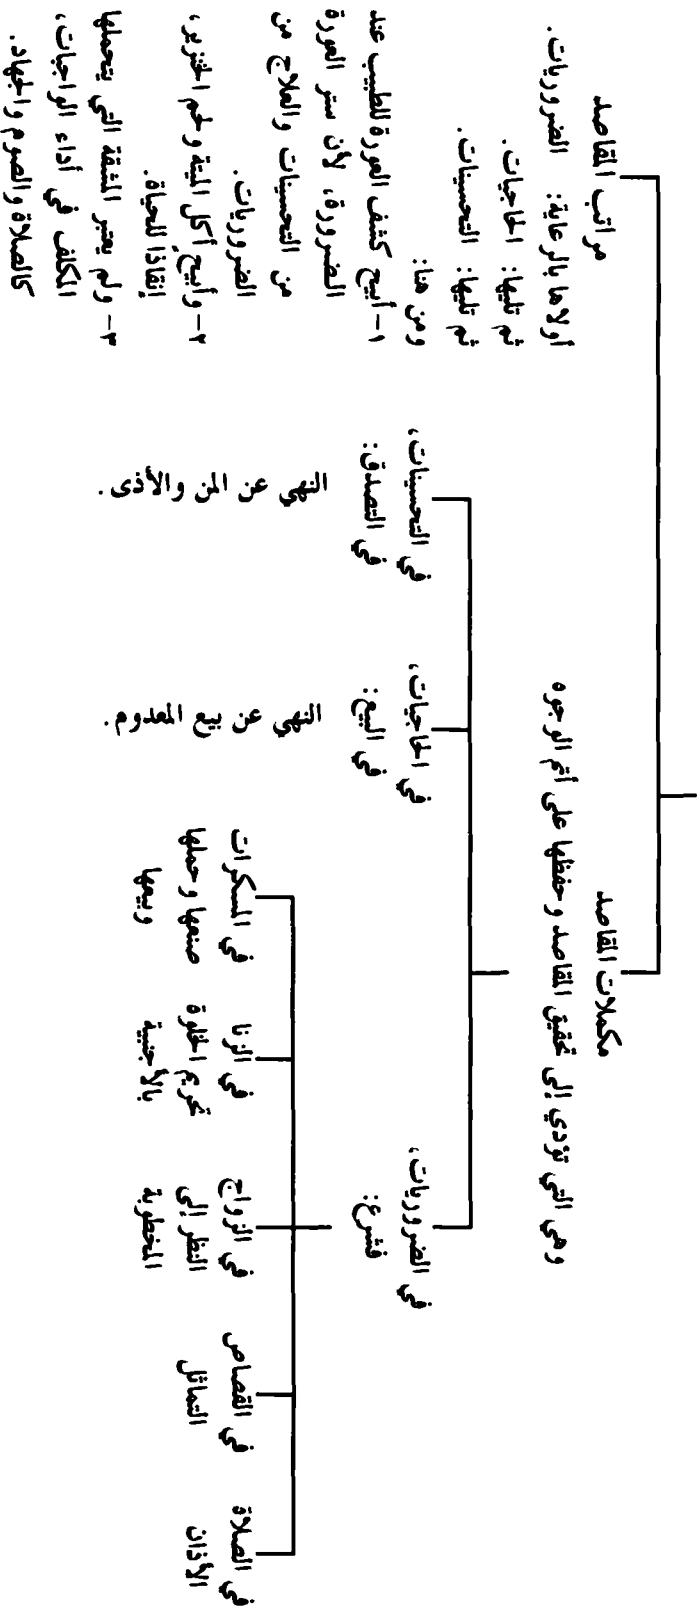 مكملات المقاصد
وهي التي تؤدي إلى تحقيق المقاصد وحفظها على أتم الوجوه
في الضروريات،
فشرع:
في الصلاة
الأذان
في القصاص
التماثل
في الزواج
النظر إلى
المخطوبة
في الزنا
تحريم الخلوة
بالأجنبية
في المسكرات
صنعها وحملها
وبيعها
في الحاجيات،
في البيع:
النهي عن بيع المعدوم.
في التحسينات،
في التصدق:
النهي عن المن والأذى.
مراتب المقاصد
أولاها بالرعاية: الضروريات.
ثم تليها: الحاجيات.
ثم تليها: التحسينات.
ومن هنا:
١- أبيح كشف العورة للطبيب عند
الضرورة، لأن ستر العورة
من التحسينات والعلاج من
الضروريات.
٢- وأبيح أكل الميتة ولحم الخنزير،
إنقاذا للحياة.
٣- ولم يعتبر المشقة التي يتحملها
المكلف في أداء الواجبات،
كالصلاة والصوم والجهاد.